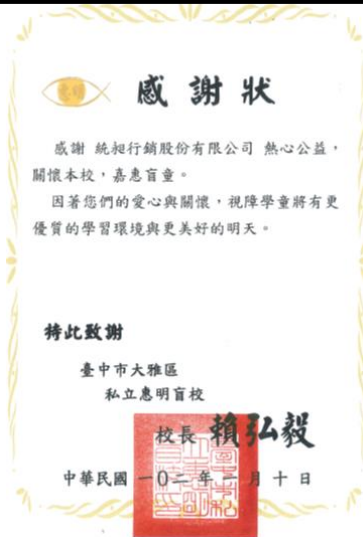 感謝狀
感謝 統昶行銷股份有限公司 熱心公益，
關懷本校，嘉惠盲童。
因著您們的愛心與關懷，視障學童將有更
優質的學習環境與更美好的明天。
特此致謝
臺中市大雅區
私立惠明盲校
校長 賴弘毅
中華民國 一〇二 年 一 月 十 日